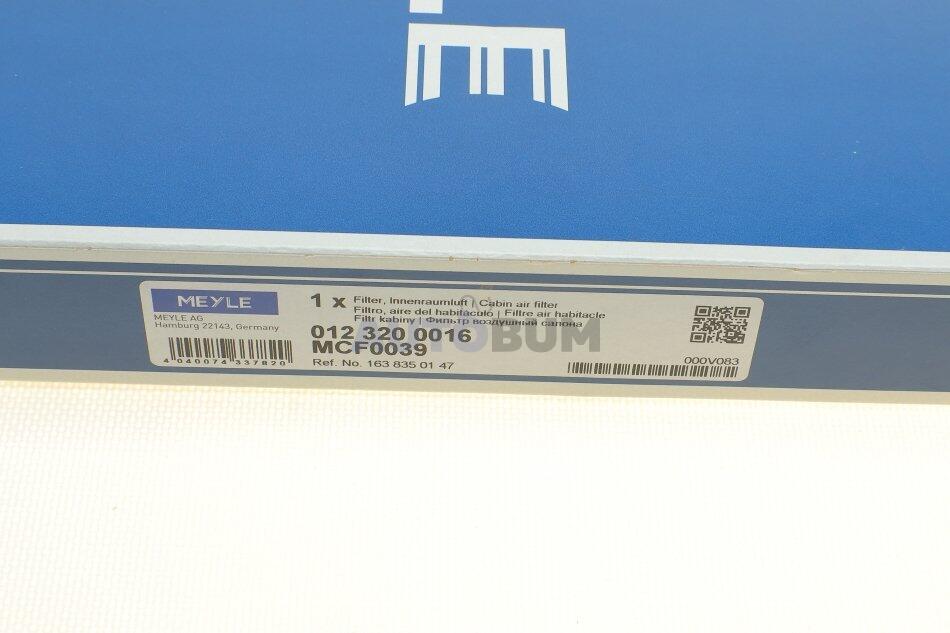 LE
MEYLE
MEYLE AG
Hamburg 22143, Germany
4 040074 337820
1 x Filter, Innenraumluft | Cabin air filter
Filtro, aire del habitáculo | Filtre air habitacle
Filtr kabiny | Фильтр воздушный салона
012 320 0016
MCF0039
Ref. No. 163 835 01 47
000V083
AVTOBUM